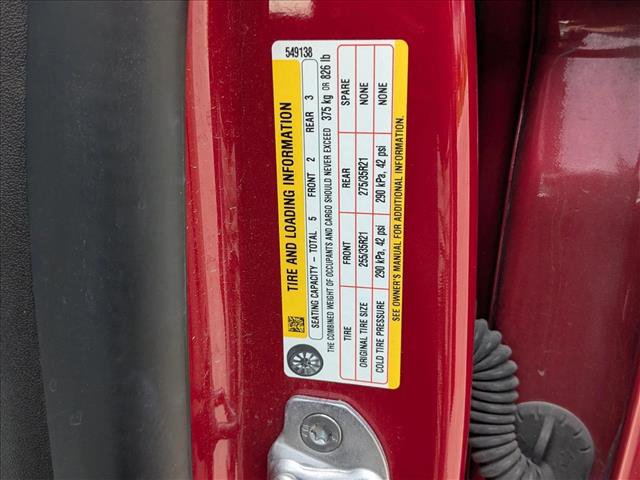 549138
TIRE AND LOADING INFORMATION
SEATING CAPACITY – TOTAL 5 FRONT 2 REAR 3
THE COMBINED WEIGHT OF OCCUPANTS AND CARGO SHOULD NEVER EXCEED 375 kg OR 826 lb
TIRE FRONT REAR SPARE
ORIGINAL TIRE SIZE 255/35R21 275/35R21 NONE
COLD TIRE PRESSURE 290 kPa, 42 psi 290 kPa, 42 psi NONE
SEE OWNER'S MANUAL FOR ADDITIONAL INFORMATION.